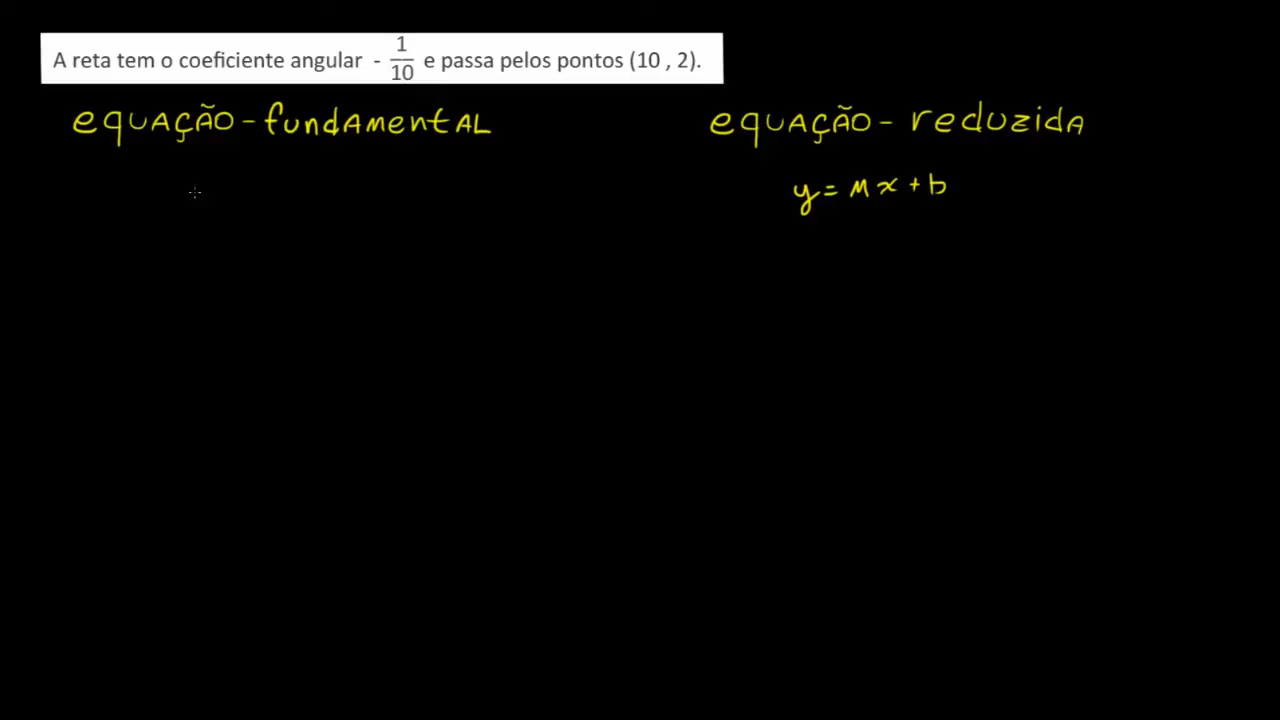 A reta tem o coeficiente angular - 1/10 e passa pelos pontos (10 , 2).
equação - fundamental
equação - reduzida
y = mx + b